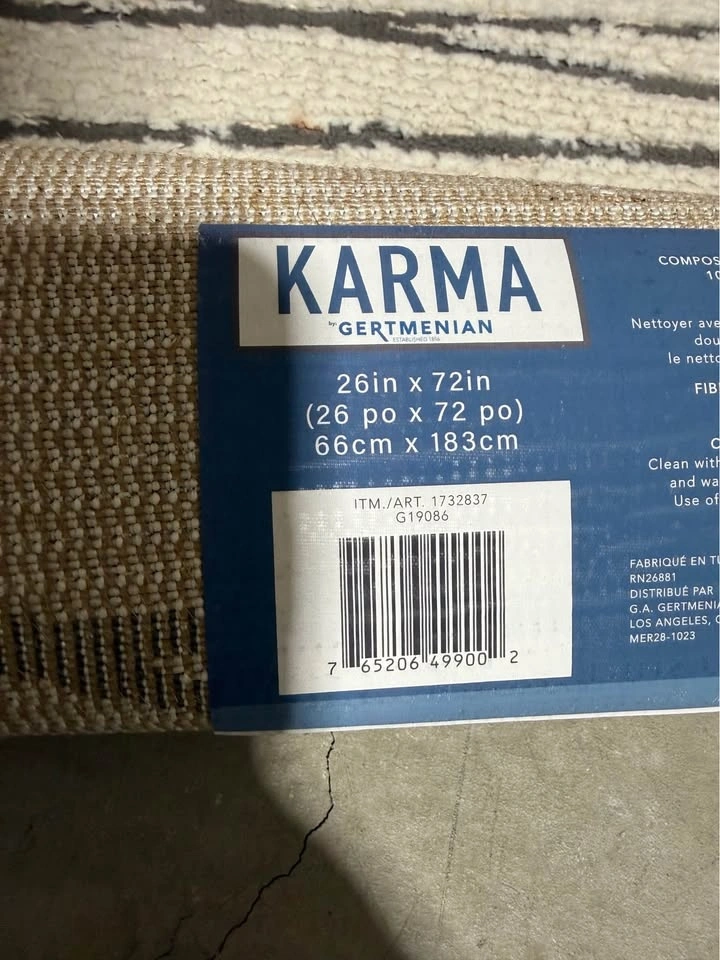 KARMA
by: GERTMENIAN
ESTABLISHED 1896
26in x 72in
(26 po x 72 po)
66cm x 183cm
ITM./ART. 1732837
G19086
7 65206 49900 2
COMPOS
10
Nettoyer ave
dou
le netto
FIB
C
Clean with
and wa
Use of
FABRIQUÉ EN TU
RN26881
DISTRIBUÉ PAR
G.A. GERTMENIA
LOS ANGELES, C
MER28-1023